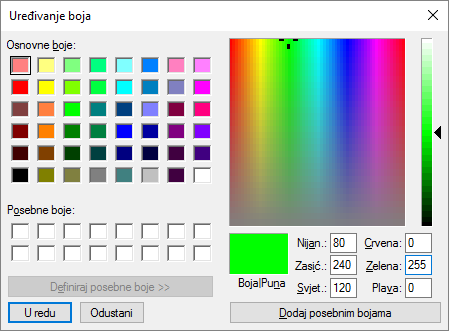 Uređivanje boja
Osnovne boje:
Posebne boje:
Definiraj posebne boje >>
U redu
Odustani
Boja|Puna
Nijan.: 80
Crvena: 0
Zasić.: 240
Zelena: 255
Svjet.: 120
Plava: 0
Dodaj posebnim bojama